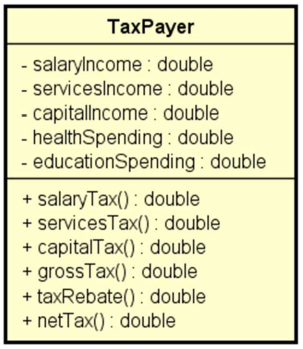 TaxPayer
- salaryIncome : double
- servicesIncome : double
- capitalIncome : double
- healthSpending : double
- educationSpending : double
+ salaryTax() : double
+ servicesTax() : double
+ capitalTax() : double
+ grossTax() : double
+ taxRebate() : double
+ netTax() : double